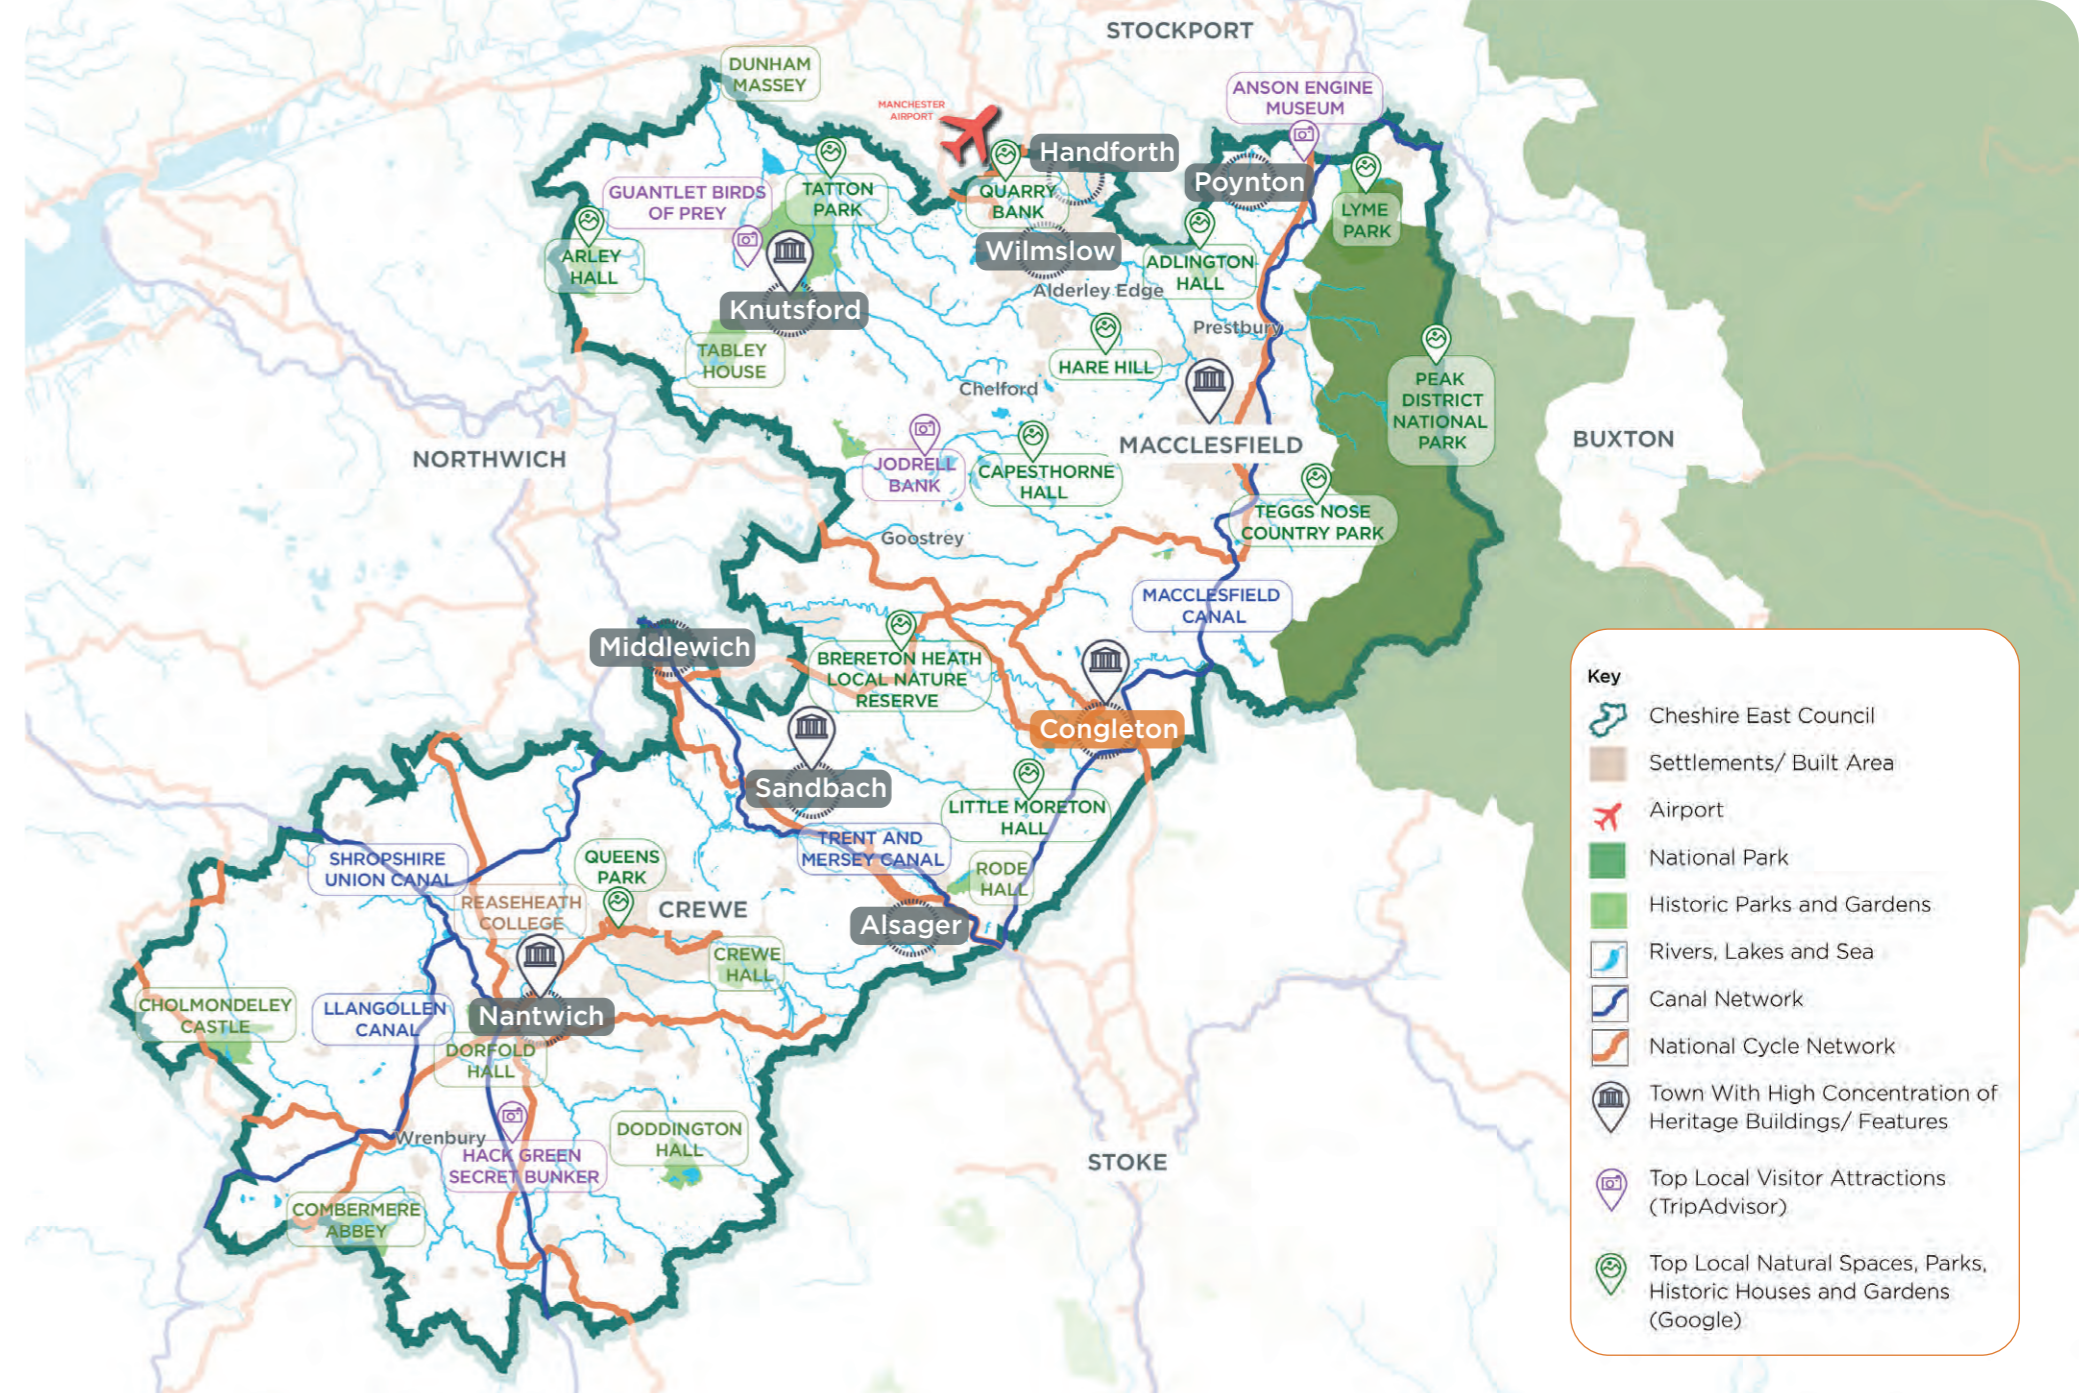 STOCKPORT
DUNHAM
MASSEY
ANSON ENGINE
MUSEUM
MANCHESTER
AIRPORT
Handforth
Poynton
GUANTLET BIRDS
OF PREY
TATTON
PARK
QUARRY
BANK
LYME
PARK
ARLEY
HALL
Wilmslow
ADLINGTON
HALL
Alderley Edge
Knutsford
Prestbury
TABLEY
HOUSE
HARE HILL
Chelford
PEAK
DISTRICT
NATIONAL
PARK
BUXTON
NORTHWICH
MACCLESFIELD
JODRELL
BANK
CAPESTHORNE
HALL
TEGGS NOSE
COUNTRY PARK
Goostrey
MACCLESFIELD
CANAL
Middlewich
BRERETON HEATH
LOCAL NATURE
RESERVE
Congleton
Sandbach
LITTLE MORETON
HALL
TRENT AND
MERSEY CANAL
SHROPSHIRE
UNION CANAL
QUEENS
PARK
RODE
HALL
REASEHEATH
COLLEGE
CREWE
Alsager
CREWE
HALL
CHOLMONDELEY
CASTLE
LLANGOLLEN
CANAL
Nantwich
DORFOLD
HALL
Wrenbury
HACK GREEN
SECRET BUNKER
DODDINGTON
HALL
STOKE
COMBERMERE
ABBEY
Key
Cheshire East Council
Settlements/ Built Area
Airport
National Park
Historic Parks and Gardens
Rivers, Lakes and Sea
Canal Network
National Cycle Network
Town With High Concentration of
Heritage Buildings/ Features
Top Local Visitor Attractions
(TripAdvisor)
Top Local Natural Spaces, Parks,
Historic Houses and Gardens
(Google)